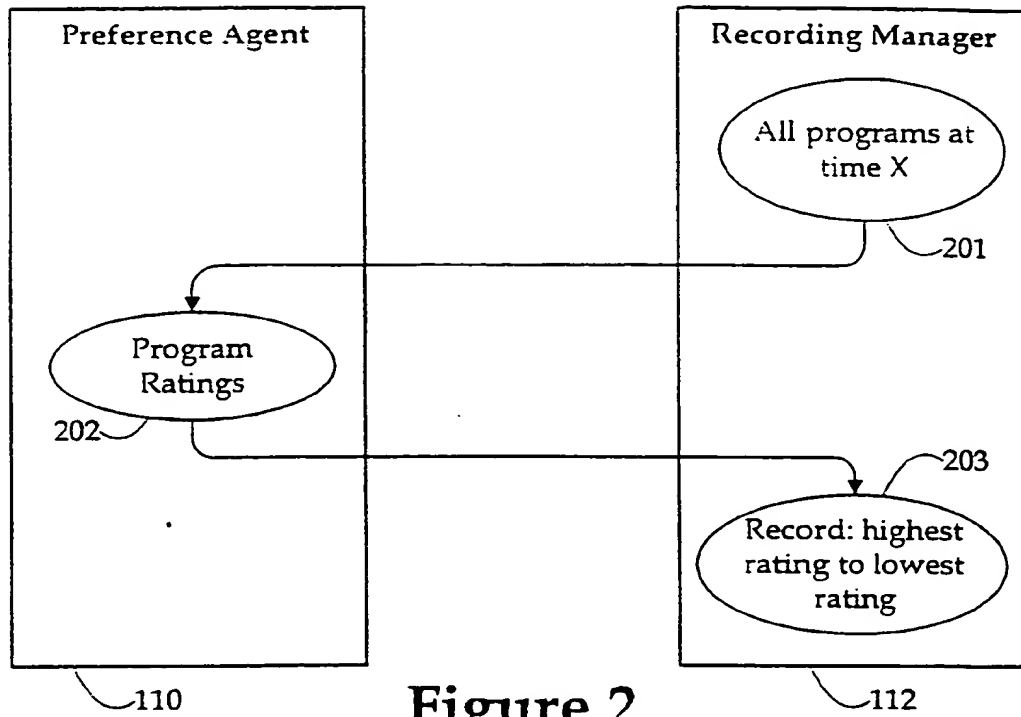 Preference Agent
Recording Manager
All programs at
time X
201
Program
Ratings
202
203
Record: highest
rating to lowest
rating
110
112
Figure 2